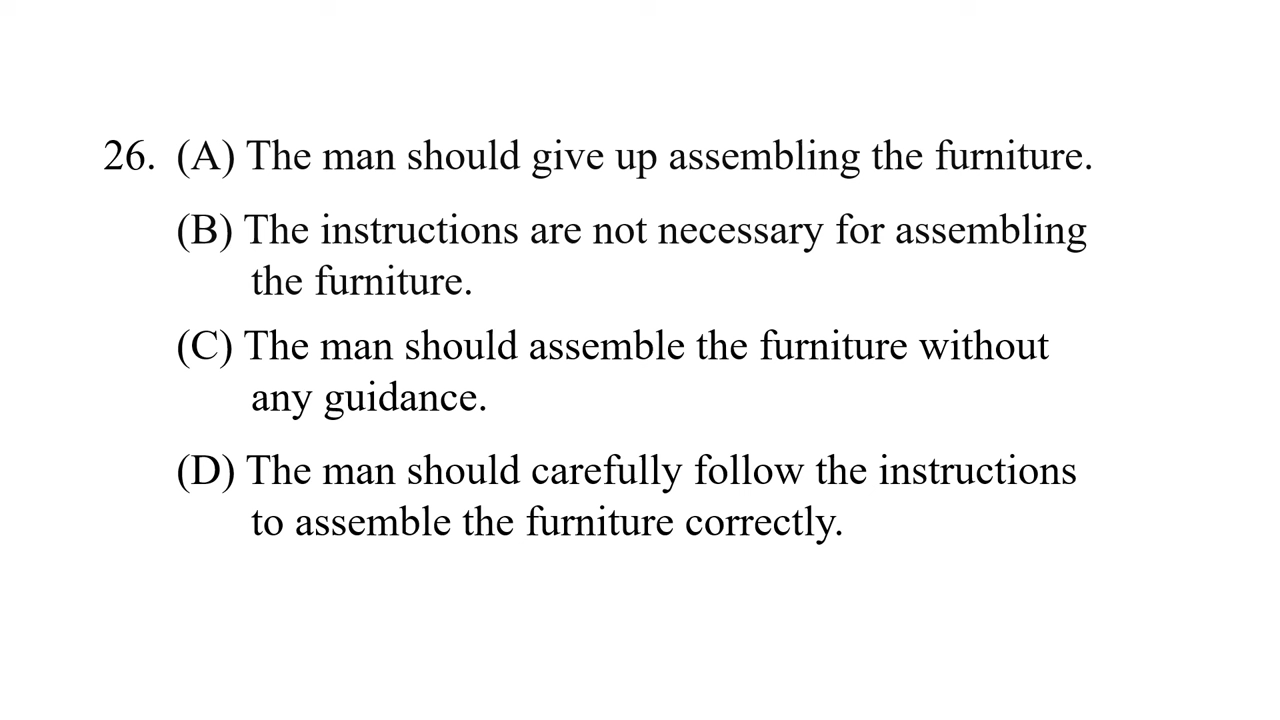 26. (A) The man should give up assembling the furniture.
(B) The instructions are not necessary for assembling
the furniture.
(C) The man should assemble the furniture without
any guidance.
(D) The man should carefully follow the instructions
to assemble the furniture correctly.